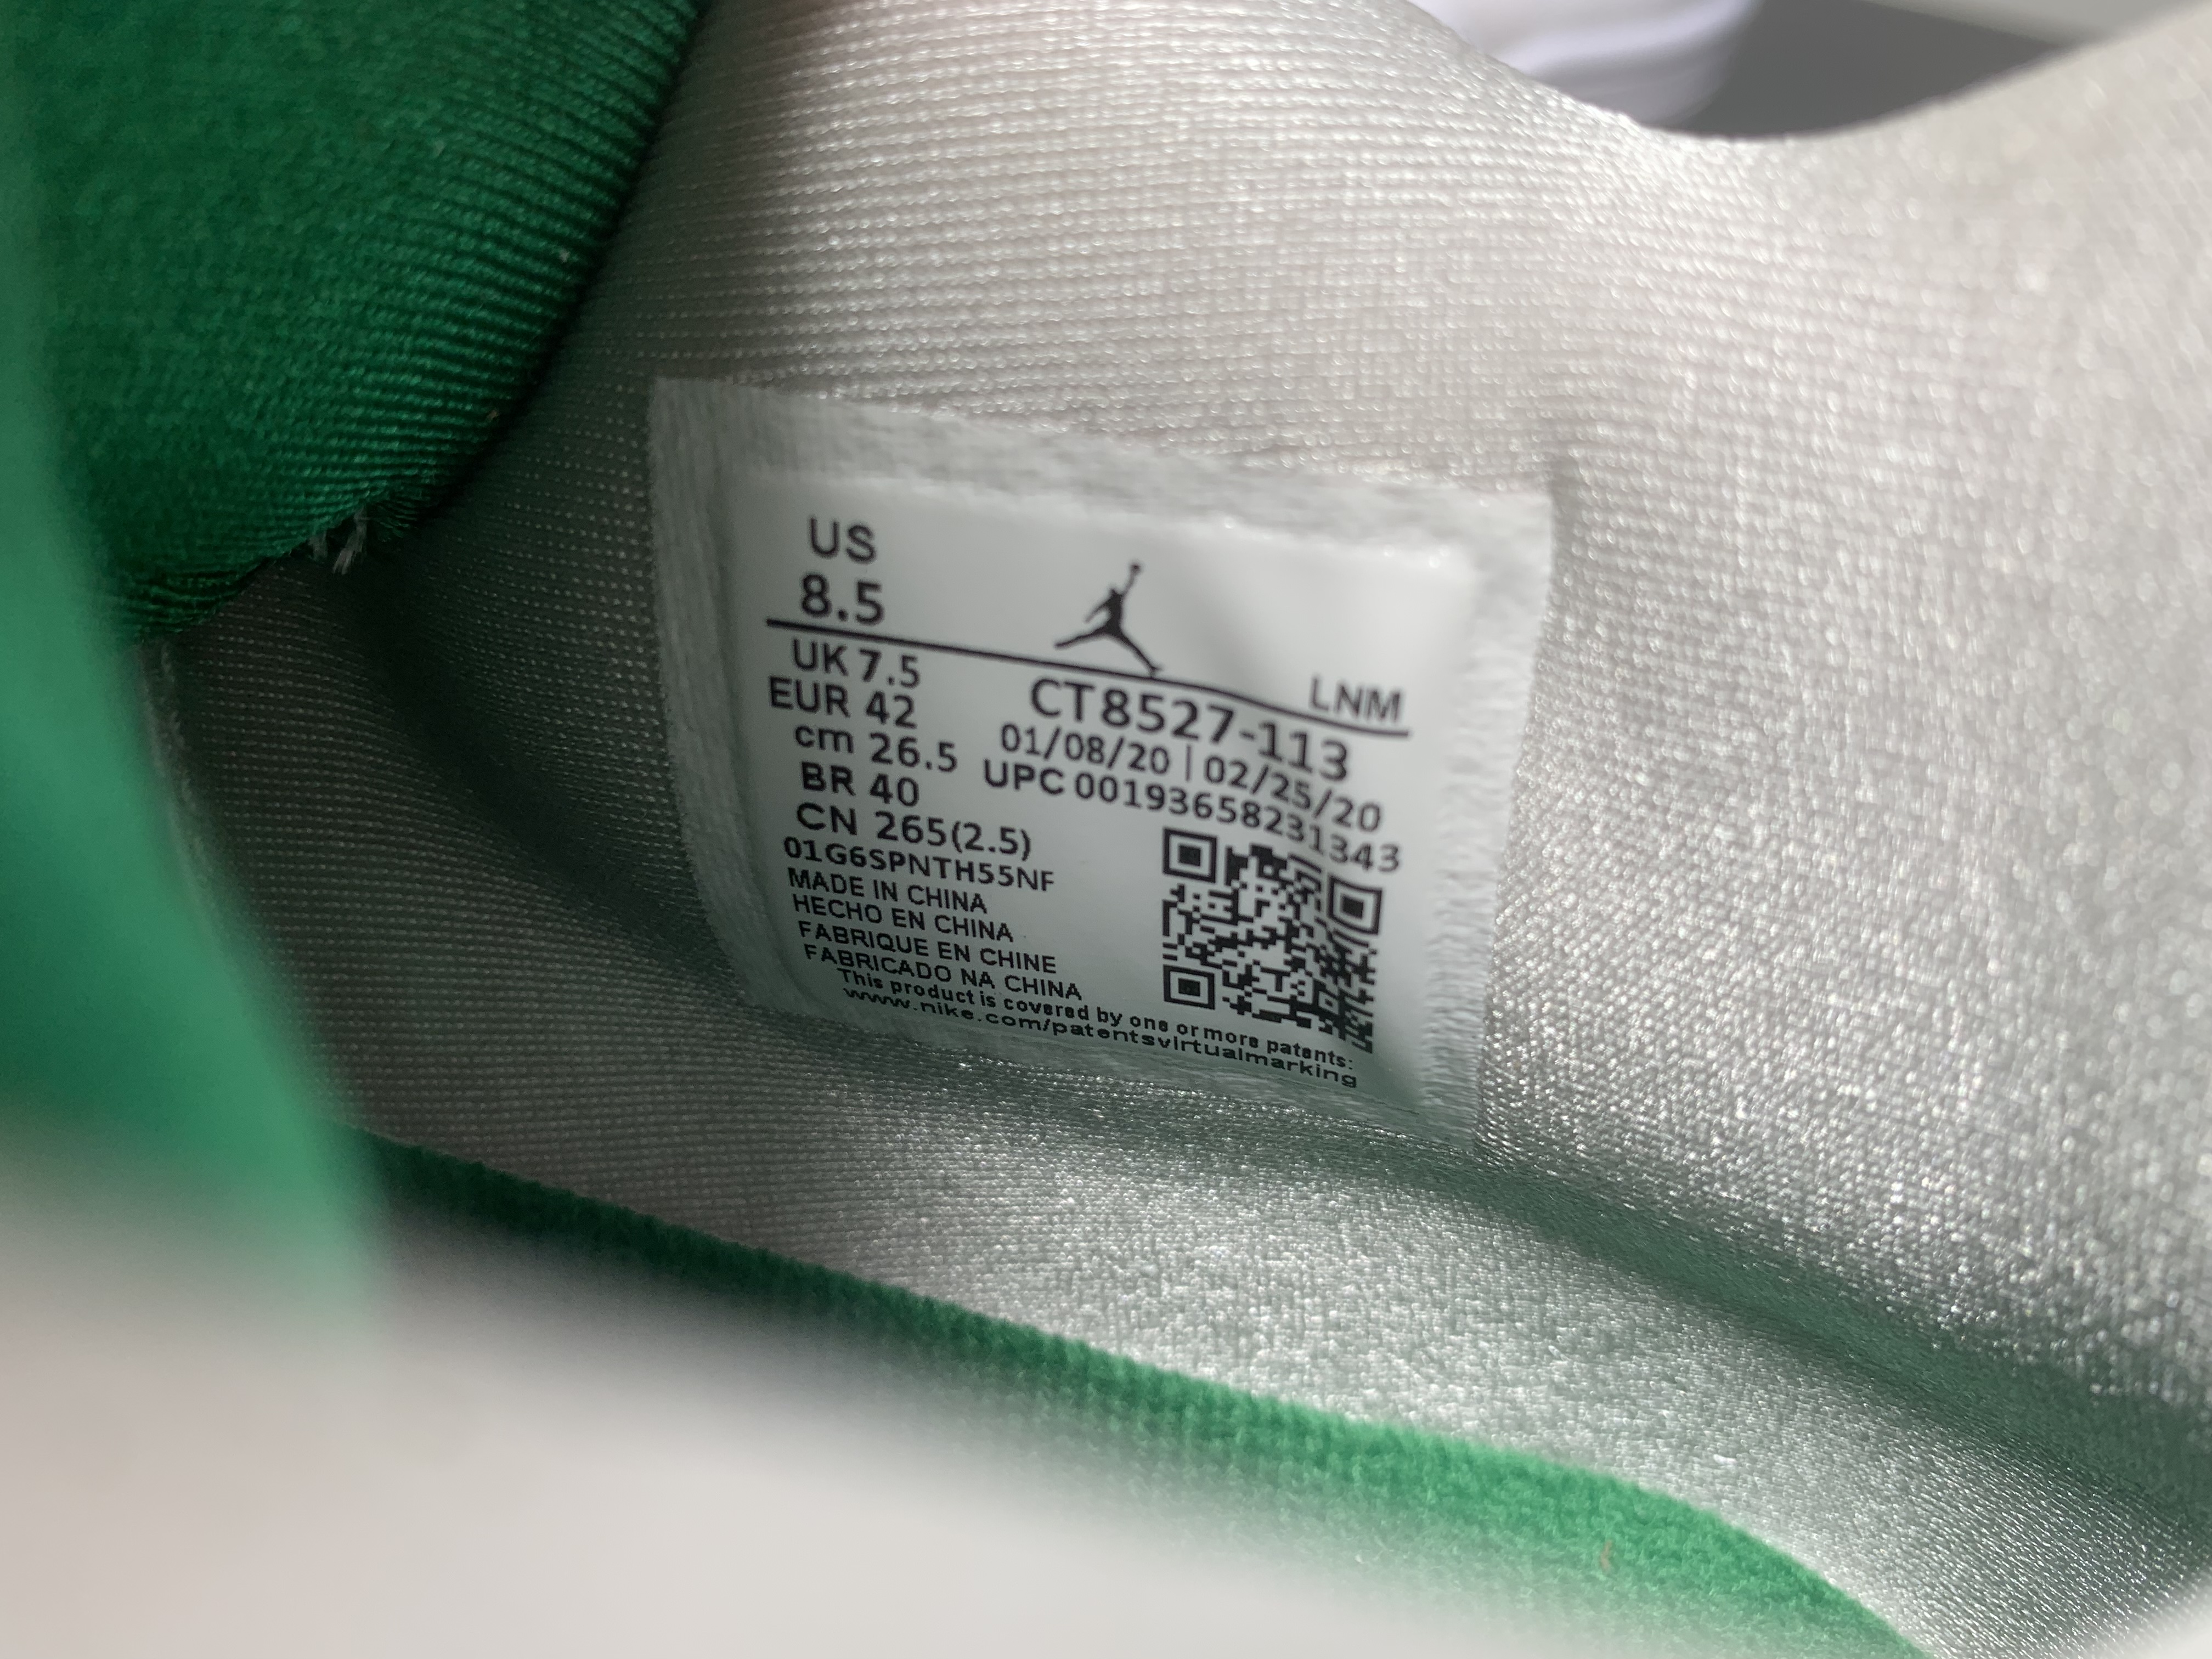 US
8.5
LNM
UK 7.5
CT8527-113
EUR 42
01/08/20 | 02/25/20
cm 26.5
UPC 00193658231343
BR 40
CN 265(2.5)
01G6SPNTH55NF
MADE IN CHINA
HECHO EN CHINA
FABRIQUE EN CHINE
FABRICADO NA CHINA
This product is covered by one or more patents:
www.nike.com/patentsvirtualmarking